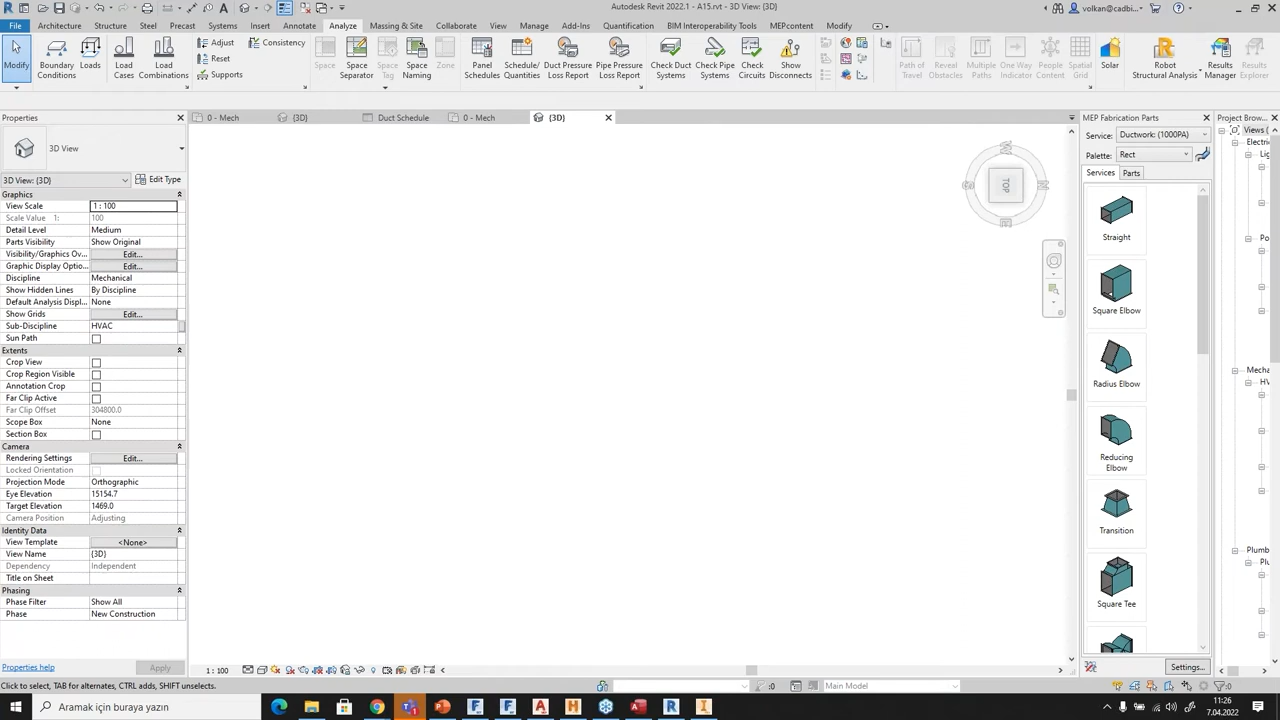 Autodesk Revit 2022.1 - A15.rvt - 3D View: {3D}
volkan@cadbi...
File Architecture Structure Steel Precast Systems Insert Annotate Analyze Massing & Site Collaborate View Manage Add-Ins Quantification BIM Interoperability Tools MEPcontent Modify
Modify
Boundary Conditions
Loads
Load Cases
Load Combinations
Adjust
Reset
Supports
Consistency
Space
Space Separator
Space Tag
Space Naming
Zone
Panel Schedules
Schedule/ Quantities
Duct Pressure Loss Report
Pipe Pressure Loss Report
Check Duct Systems
Check Pipe Systems
Check Circuits
Show Disconnects
Path of Travel
Reveal Obstacles
Multiple Paths
One Way Indicator
People Content
Spatial Grid
Solar
Robot Structural Analysis
Results Manager
Results Explorer
Properties
0 - Mech {3D} Duct Schedule 0 - Mech {3D}
3D View
3D View: {3D} Edit Type
Graphics
View Scale 1 : 100
Scale Value 1: 100
Detail Level Medium
Parts Visibility Show Original
Visibility/Graphics Ov... Edit...
Graphic Display Optio... Edit...
Discipline Mechanical
Show Hidden Lines By Discipline
Default Analysis Displ... None
Show Grids Edit...
Sub-Discipline HVAC
Sun Path
Extents
Crop View
Crop Region Visible
Annotation Crop
Far Clip Active
Far Clip Offset 304800.0
Scope Box None
Section Box
Camera
Rendering Settings Edit...
Locked Orientation
Projection Mode Orthographic
Eye Elevation 15154.7
Target Elevation 1469.0
Camera Position Adjusting
Identity Data
View Template <None>
View Name {3D}
Dependency Independent
Title on Sheet
Phasing
Phase Filter Show All
Phase New Construction
Properties help Apply
W
S TOP N
E
MEP Fabrication Parts
Service: Ductwork: (1000PA)
Palette: Rect
Services Parts
Straight
Square Elbow
Radius Elbow
Reducing
Elbow
Transition
Square Tee
Settings...
Project Brow...
Views (
Electric
Lig
Po
Mecha
HV
Plumb
Plu
1 : 100
Click to select, TAB for alternates, CTRL adds, SHIFT unselects.
:0
Main Model
:0
Aramak için buraya yazın
11:26
7.04.2022